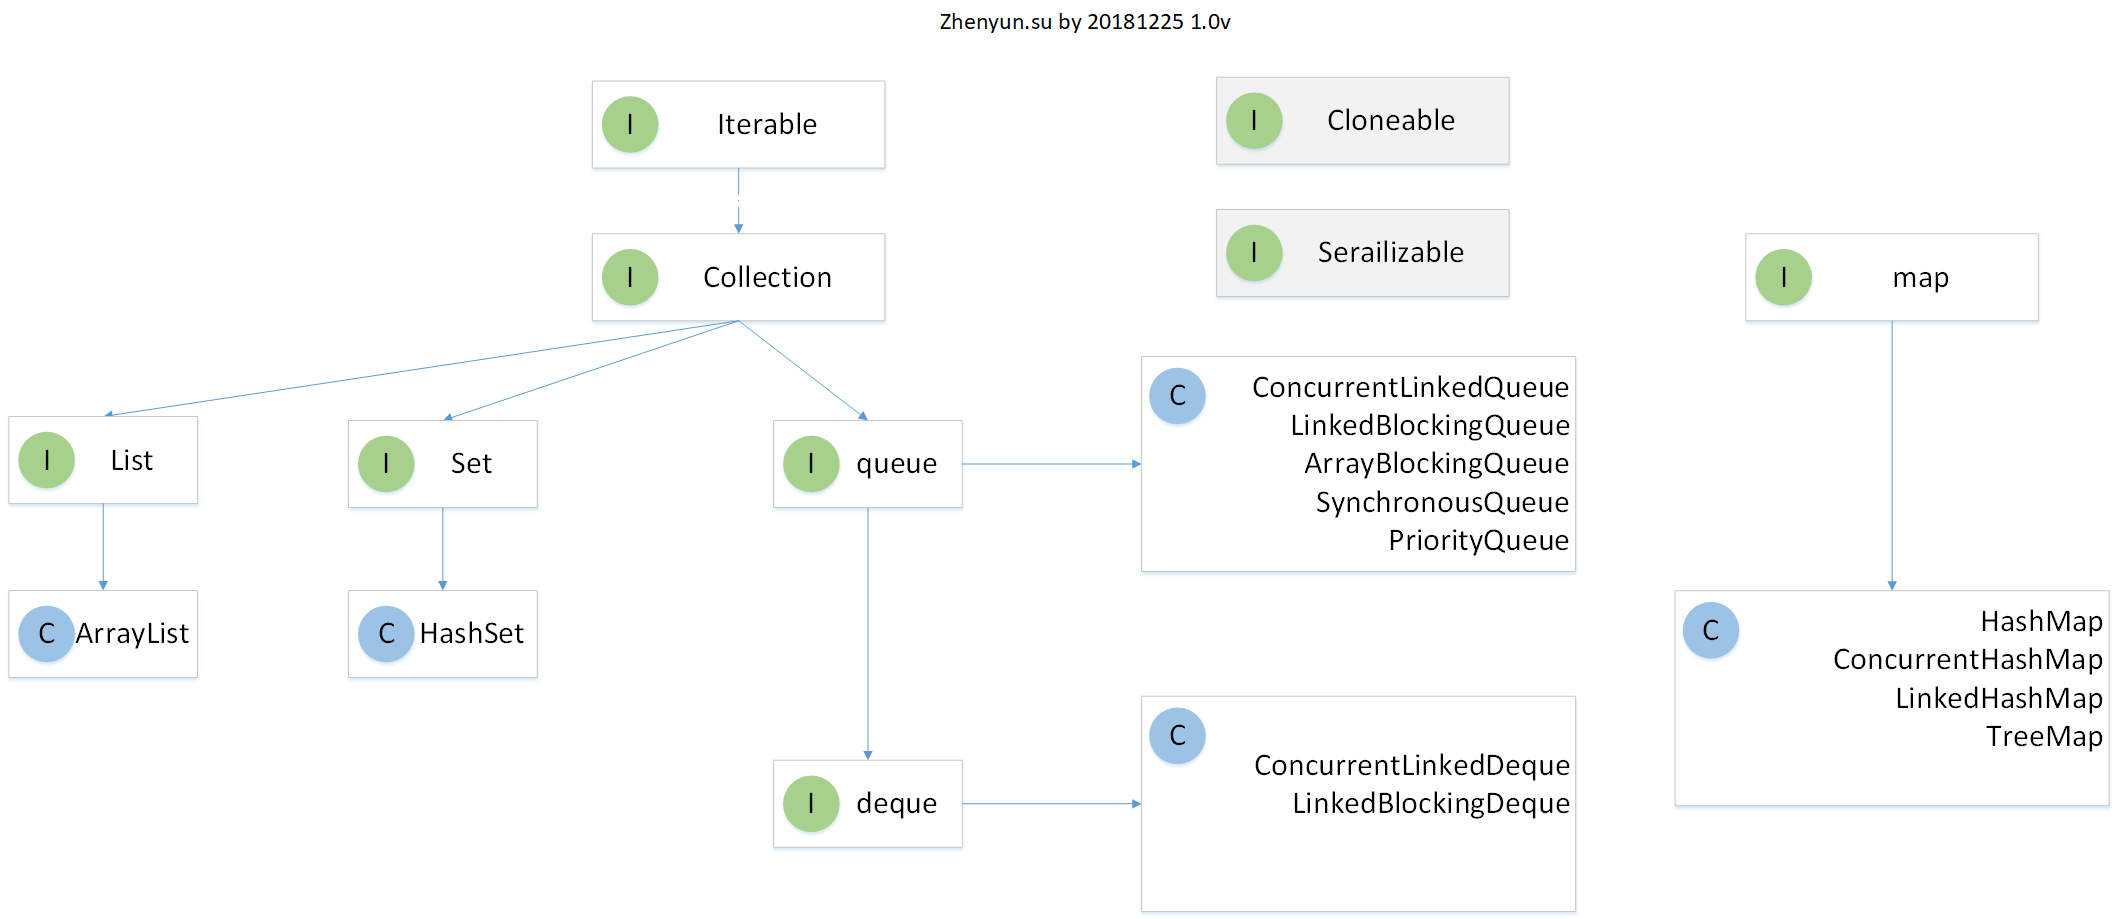 Zhenyun.su by 20181225 1.0v
I Iterable
I Cloneable
I Collection
I Serailizable
I map
I List
I Set
I queue
C ConcurrentLinkedQueue
LinkedBlockingQueue
ArrayBlockingQueue
SynchronousQueue
PriorityQueue
C ArrayList
C HashSet
C HashMap
ConcurrentHashMap
LinkedHashMap
TreeMap
I deque
C
ConcurrentLinkedDeque
LinkedBlockingDeque